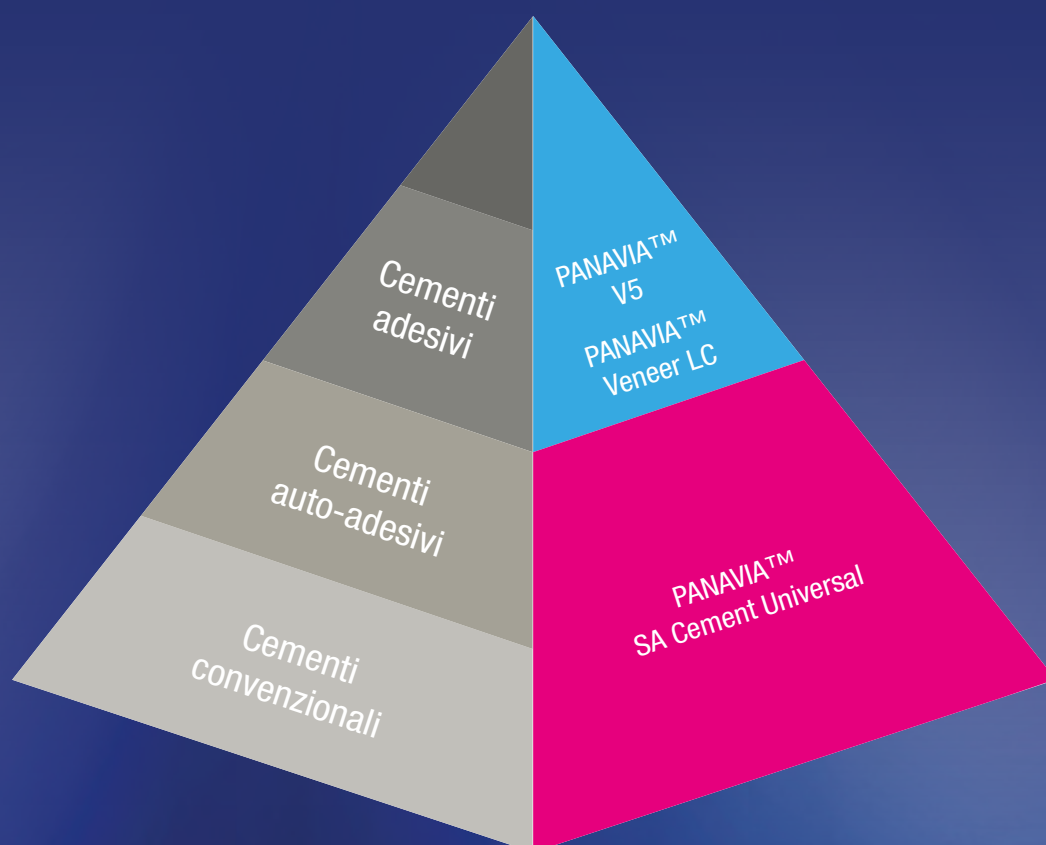 Cementi
adesivi
Cementi
auto-adesivi
Cementi
convenzionali
PANAVIA™
V5
PANAVIA™
Veneer LC
PANAVIA™
SA Cement Universal